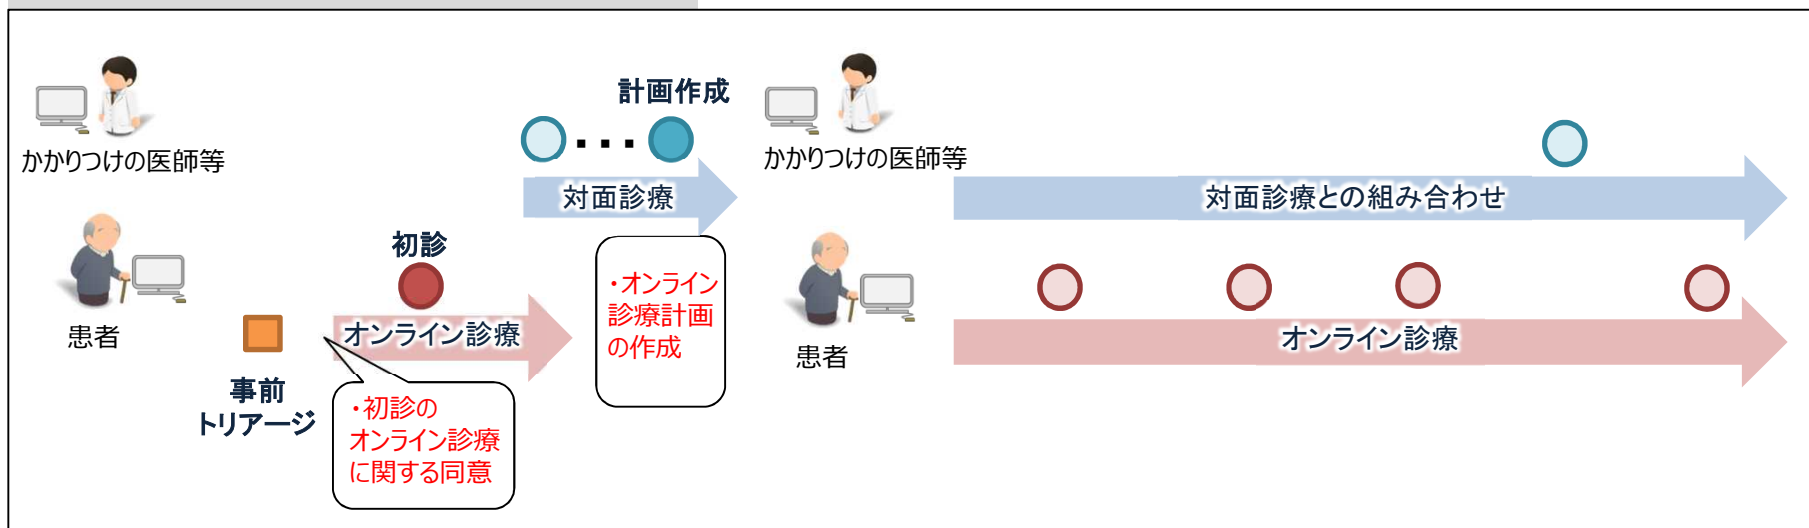 かかりつけの医師等
患者
事前
トリアージ
初診
オンライン診療
・初診の
オンライン診療
に関する同意
計画作成
対面診療
・オンライン
診療計画
の作成
かかりつけの医師等
患者
対面診療との組み合わせ
オンライン診療